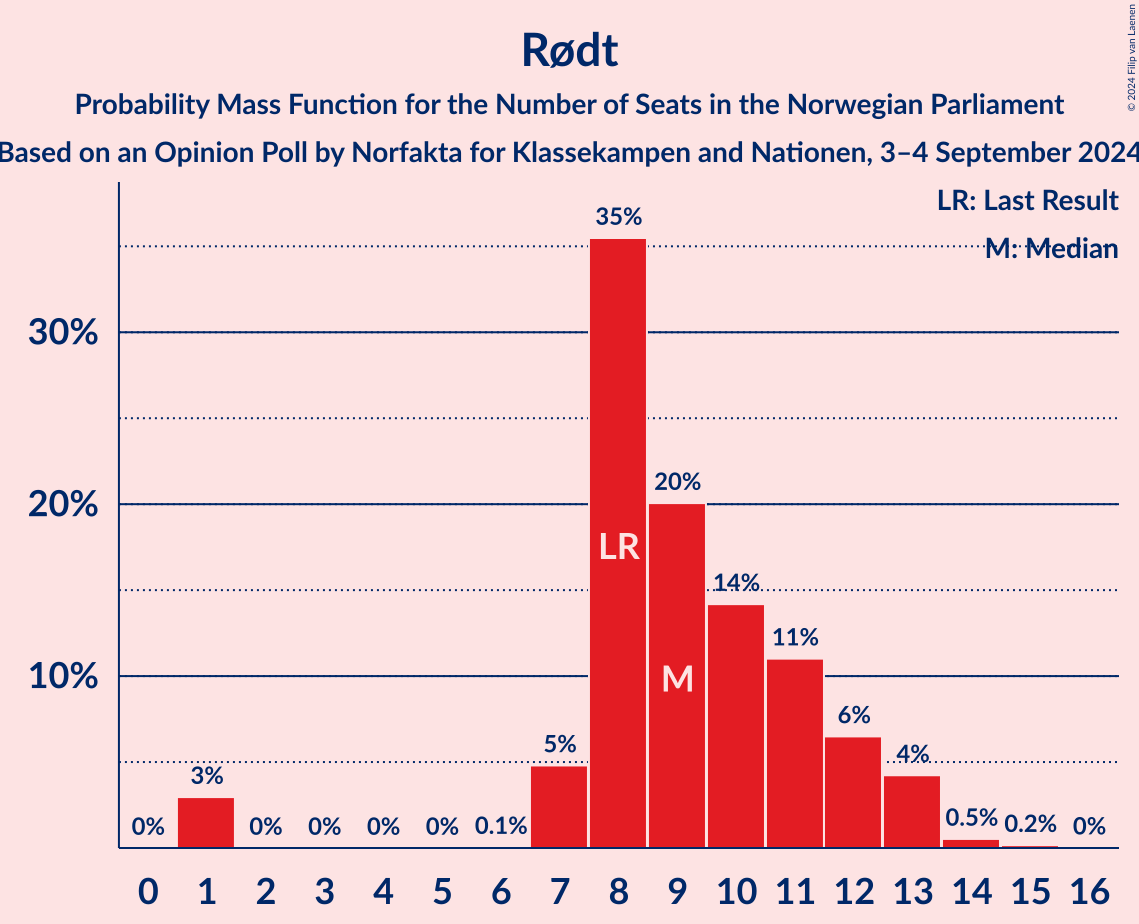 Rødt
Probability Mass Function for the Number of Seats in the Norwegian Parliament
Based on an Opinion Poll by Norfakta for Klassekampen and Nationen, 3–4 September 2024
© 2024 Filip van Laenen
LR: Last Result
M: Median
30%
20%
10%
0%
3%
0%
0%
0%
0%
0.1%
5%
35%
20%
14%
11%
6%
4%
0.5%
0.2%
0%
LR
M
0 1 2 3 4 5 6 7 8 9 10 11 12 13 14 15 16